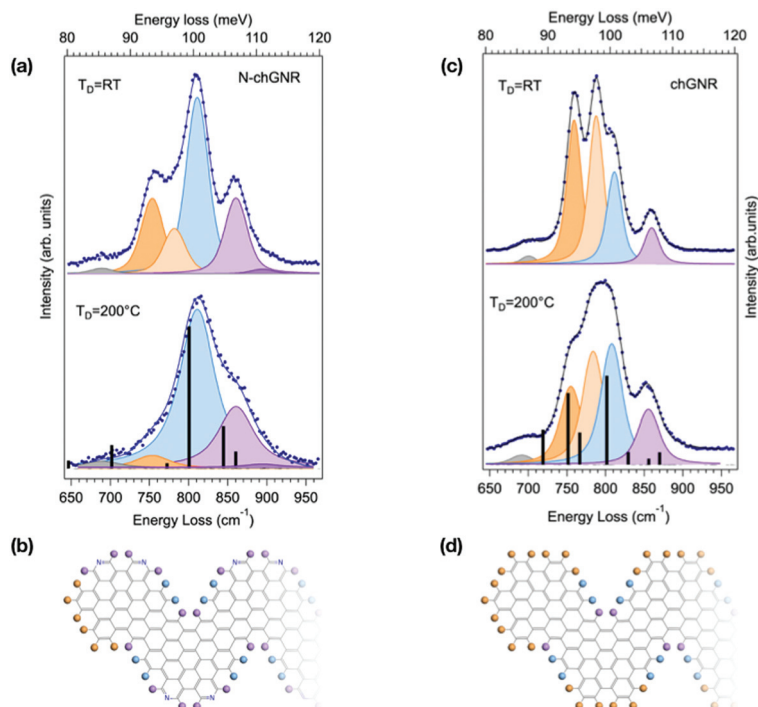 Energy loss (meV)
80 90 100 110 120
(a)
T_D=RT
N-chGNR
T_D=200°C
Intensity (arb. units)
650 700 750 800 850 900 950
Energy Loss (cm⁻¹)
(b)
N N N N
N N
Energy Loss (meV)
80 90 100 110 120
(c)
T_D=RT
chGNR
T_D=200°C
Intensity (arb.units)
650 700 750 800 850 900 950
Energy Loss (cm⁻¹)
(d)